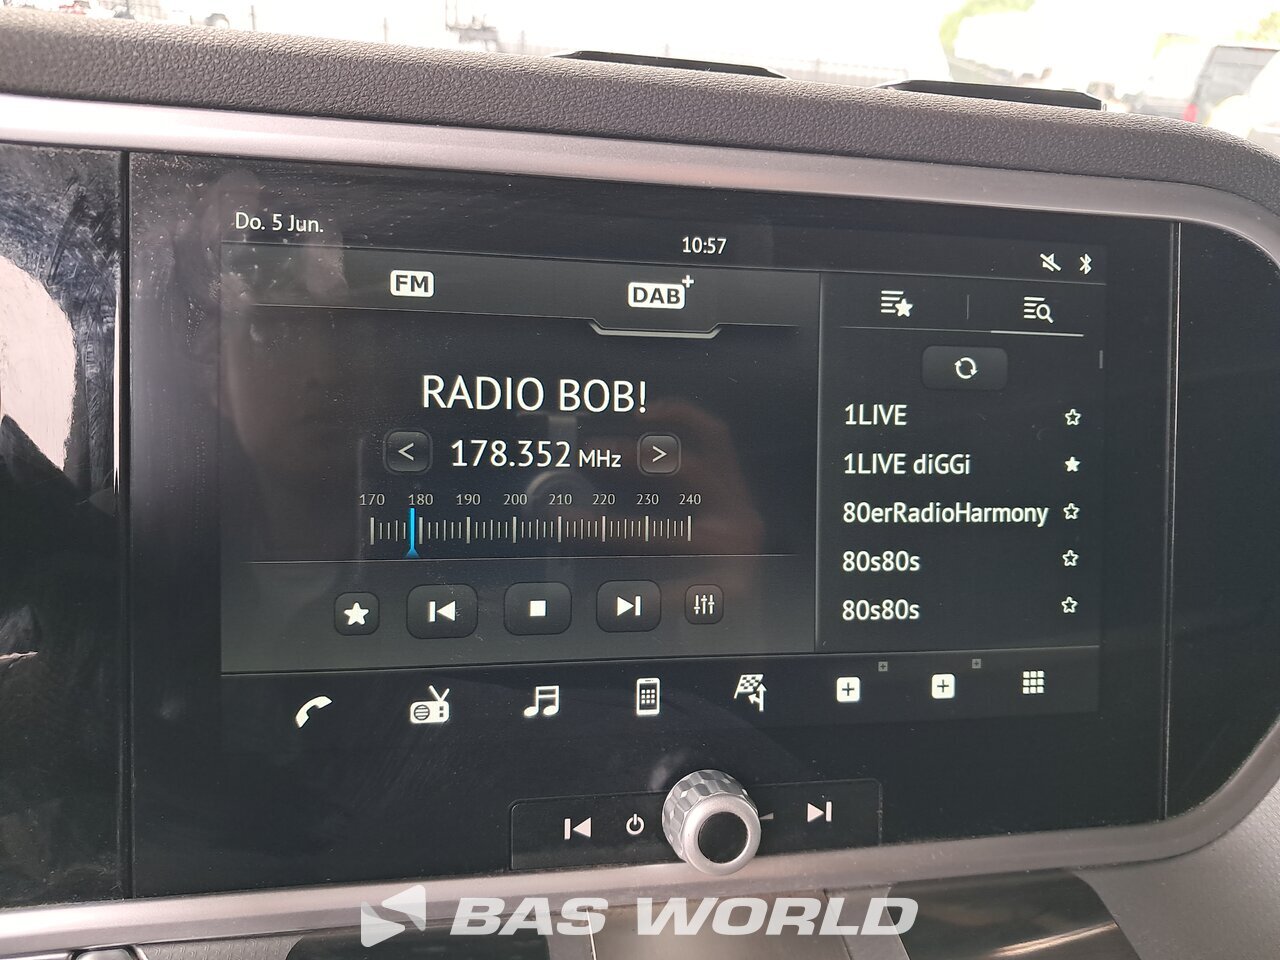 Do. 5 Jun.
10:57
FM
DAB+
RADIO BOB!
< 178.352 MHz >
170 180 190 200 210 220 230 240
1LIVE
1LIVE diGGi
80erRadioHarmony
80s80s
80s80s
BAS WORLD